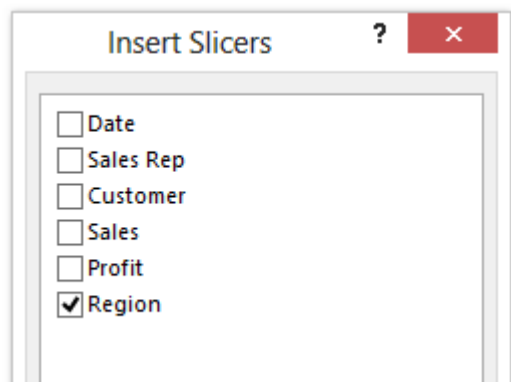 Insert Slicers ?
Date
Sales Rep
Customer
Sales
Profit
Region